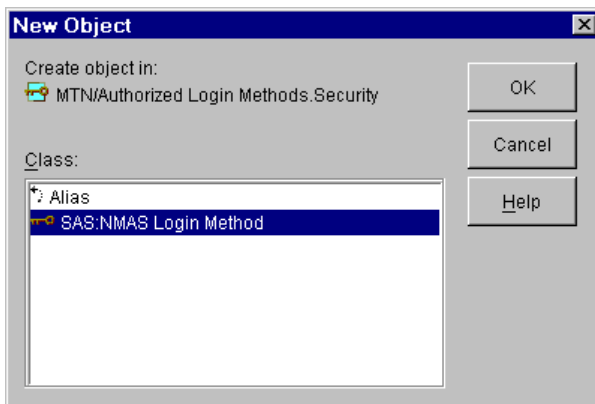 New Object
Create object in:
MTN/Authorized Login Methods.Security
OK
Cancel
Help
Class:
Alias
SAS:NMAS Login Method